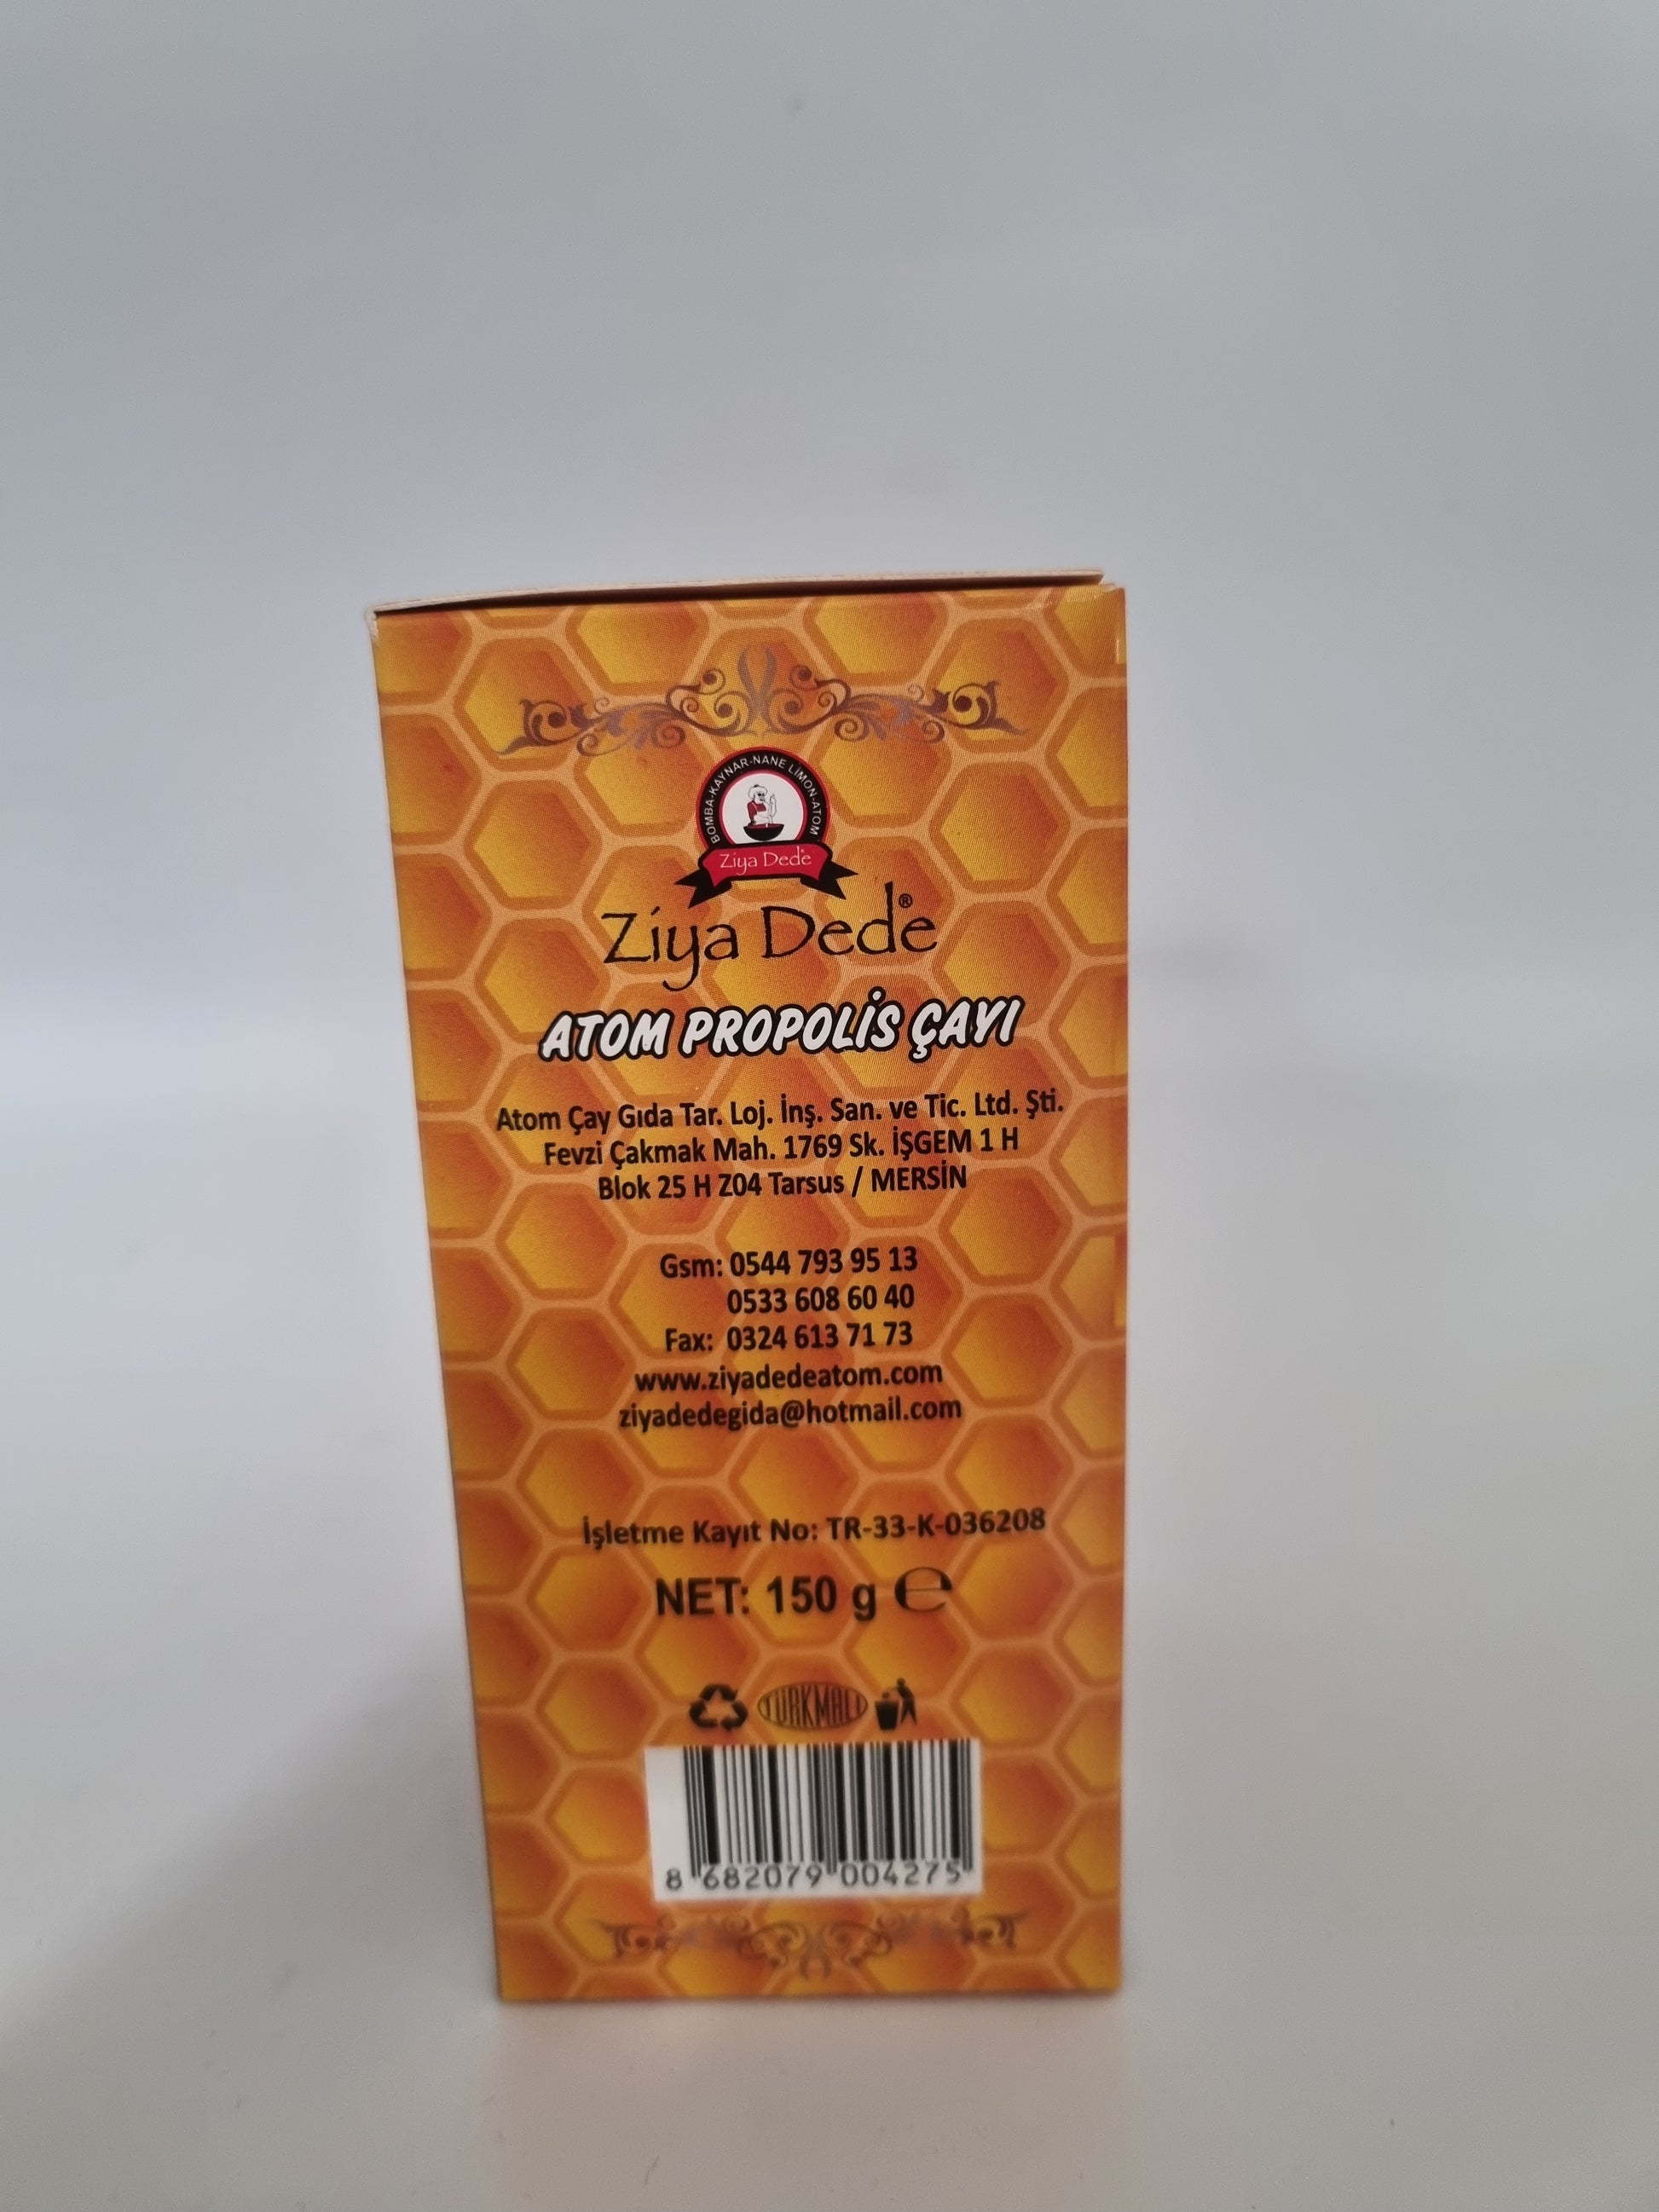 BOMBA-KAYNAR-NANE LİMON-ATOM
Ziya Dede
Ziya Dede®
ATOM PROPOLİS ÇAYI
Atom Çay Gıda Tar. Loj. İnş. San. ve Tic. Ltd. Şti.
Fevzi Çakmak Mah. 1769 Sk. İŞGEM 1 H
Blok 25 H Z04 Tarsus / MERSİN
Gsm: 0544 793 95 13
0533 608 60 40
Fax: 0324 613 71 73
www.ziyadedeatom.com
ziyadedegida@hotmail.com
İşletme Kayıt No: TR-33-K-036208
NET: 150 g ℮
TÜRKMALI
8 682079 004275